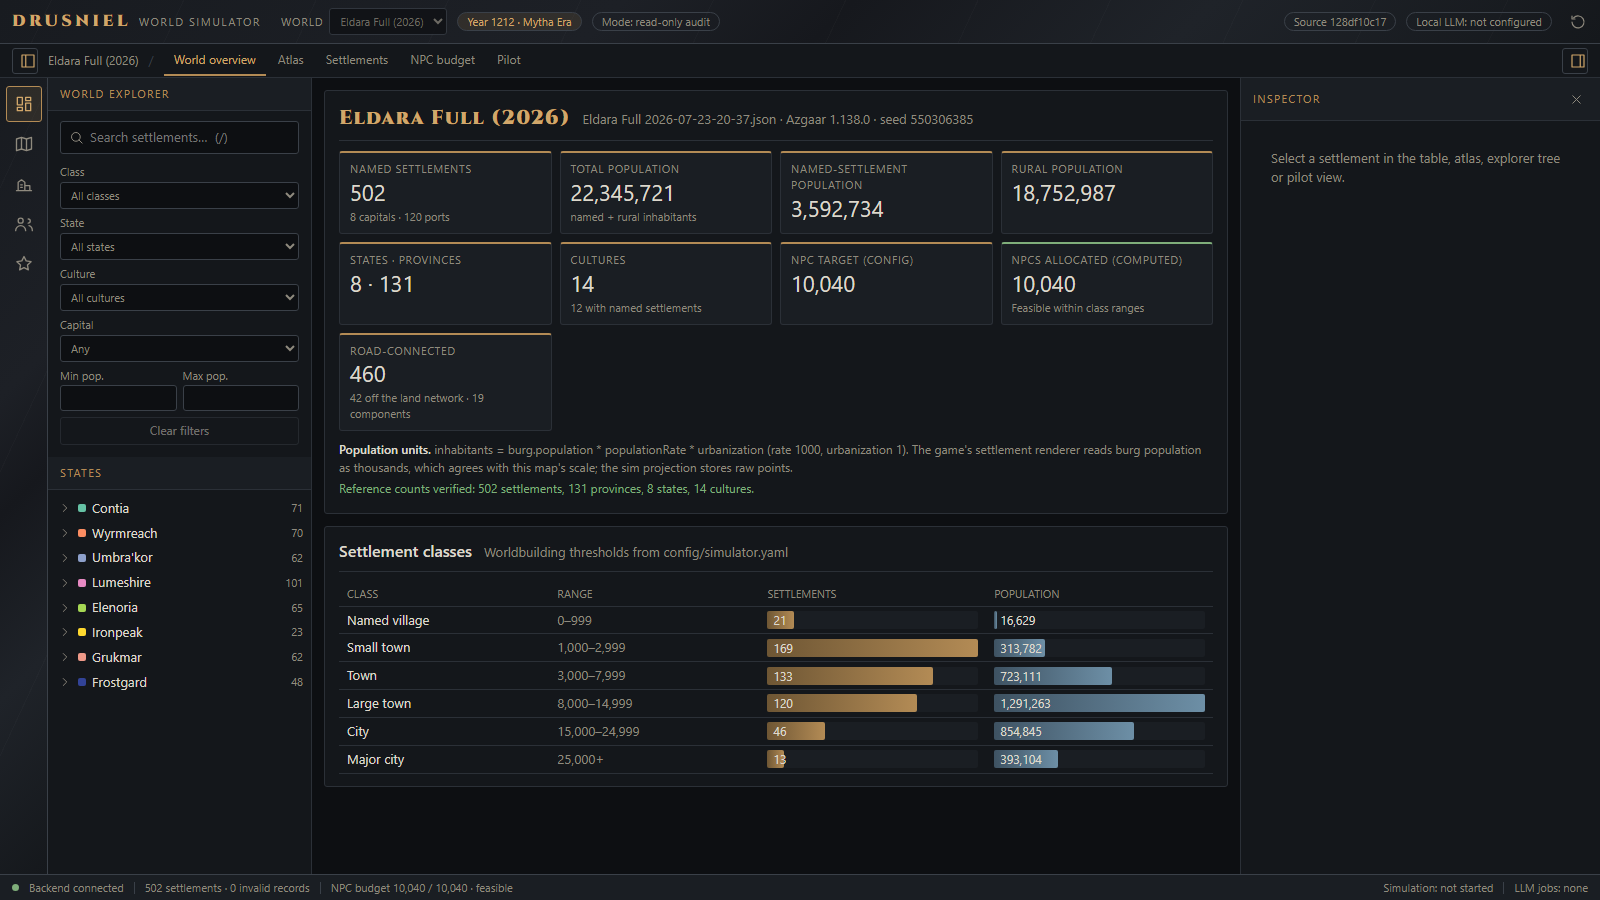 DRUSNIEL WORLD SIMULATOR WORLD Eldara Full (2026) Year 1212 · Mytha Era Mode: read-only audit Source 128df10c17 Local LLM: not configured
Eldara Full (2026) / World overview Atlas Settlements NPC budget Pilot
WORLD EXPLORER
Search settlements... (/)
Class
All classes
State
All states
Culture
All cultures
Capital
Any
Min pop. Max pop.
Clear filters
STATES
Contia 71
Wyrmreach 70
Umbra'kor 62
Lumeshire 101
Elenoria 65
Ironpeak 23
Grukmar 62
Frostgard 48
ELDARA FULL (2026) Eldara Full 2026-07-23-20-37.json · Azgaar 1.138.0 · seed 550306385
NAMED SETTLEMENTS
502
8 capitals · 120 ports
TOTAL POPULATION
22,345,721
named + rural inhabitants
NAMED-SETTLEMENT
POPULATION
3,592,734
RURAL POPULATION
18,752,987
STATES · PROVINCES
8 · 131
CULTURES
14
12 with named settlements
NPC TARGET (CONFIG)
10,040
NPCS ALLOCATED (COMPUTED)
10,040
Feasible within class ranges
ROAD-CONNECTED
460
42 off the land network · 19
components
Population units. inhabitants = burg.population * populationRate * urbanization (rate 1000, urbanization 1). The game's settlement renderer reads burg population
as thousands, which agrees with this map's scale; the sim projection stores raw points.
Reference counts verified: 502 settlements, 131 provinces, 8 states, 14 cultures.
Settlement classes Worldbuilding thresholds from config/simulator.yaml
CLASS RANGE SETTLEMENTS POPULATION
Named village 0–999 21 16,629
Small town 1,000–2,999 169 313,782
Town 3,000–7,999 133 723,111
Large town 8,000–14,999 120 1,291,263
City 15,000–24,999 46 854,845
Major city 25,000+ 13 393,104
INSPECTOR
Select a settlement in the table, atlas, explorer tree
or pilot view.
Backend connected 502 settlements · 0 invalid records NPC budget 10,040 / 10,040 · feasible Simulation: not started LLM jobs: none